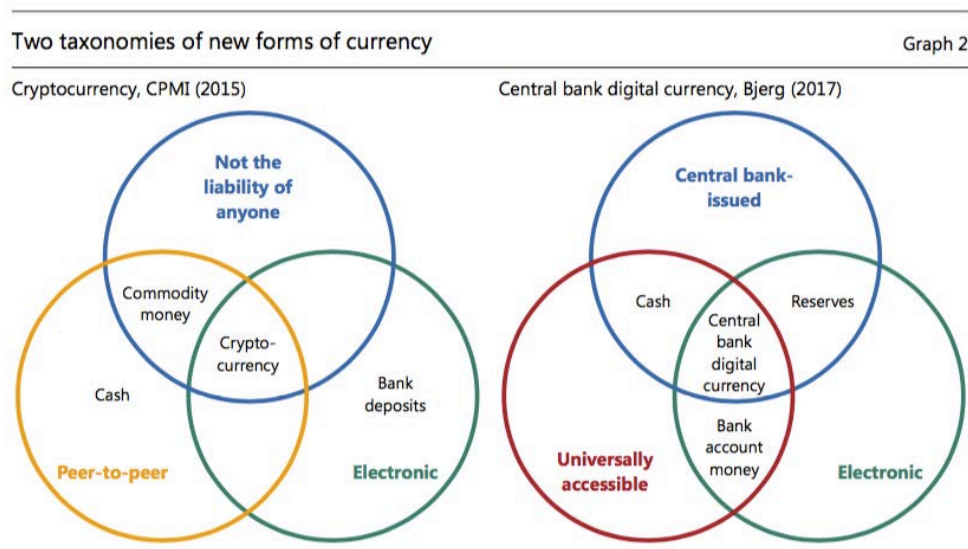 Two taxonomies of new forms of currency
Graph 2
Cryptocurrency, CPMI (2015)
Not the
liability of
anyone
Commodity
money
Crypto-
currency
Cash
Bank
deposits
Peer-to-peer
Electronic
Central bank digital currency, Bjerg (2017)
Central bank-
issued
Cash
Reserves
Central
bank
digital
currency
Bank
account
money
Universally
accessible
Electronic